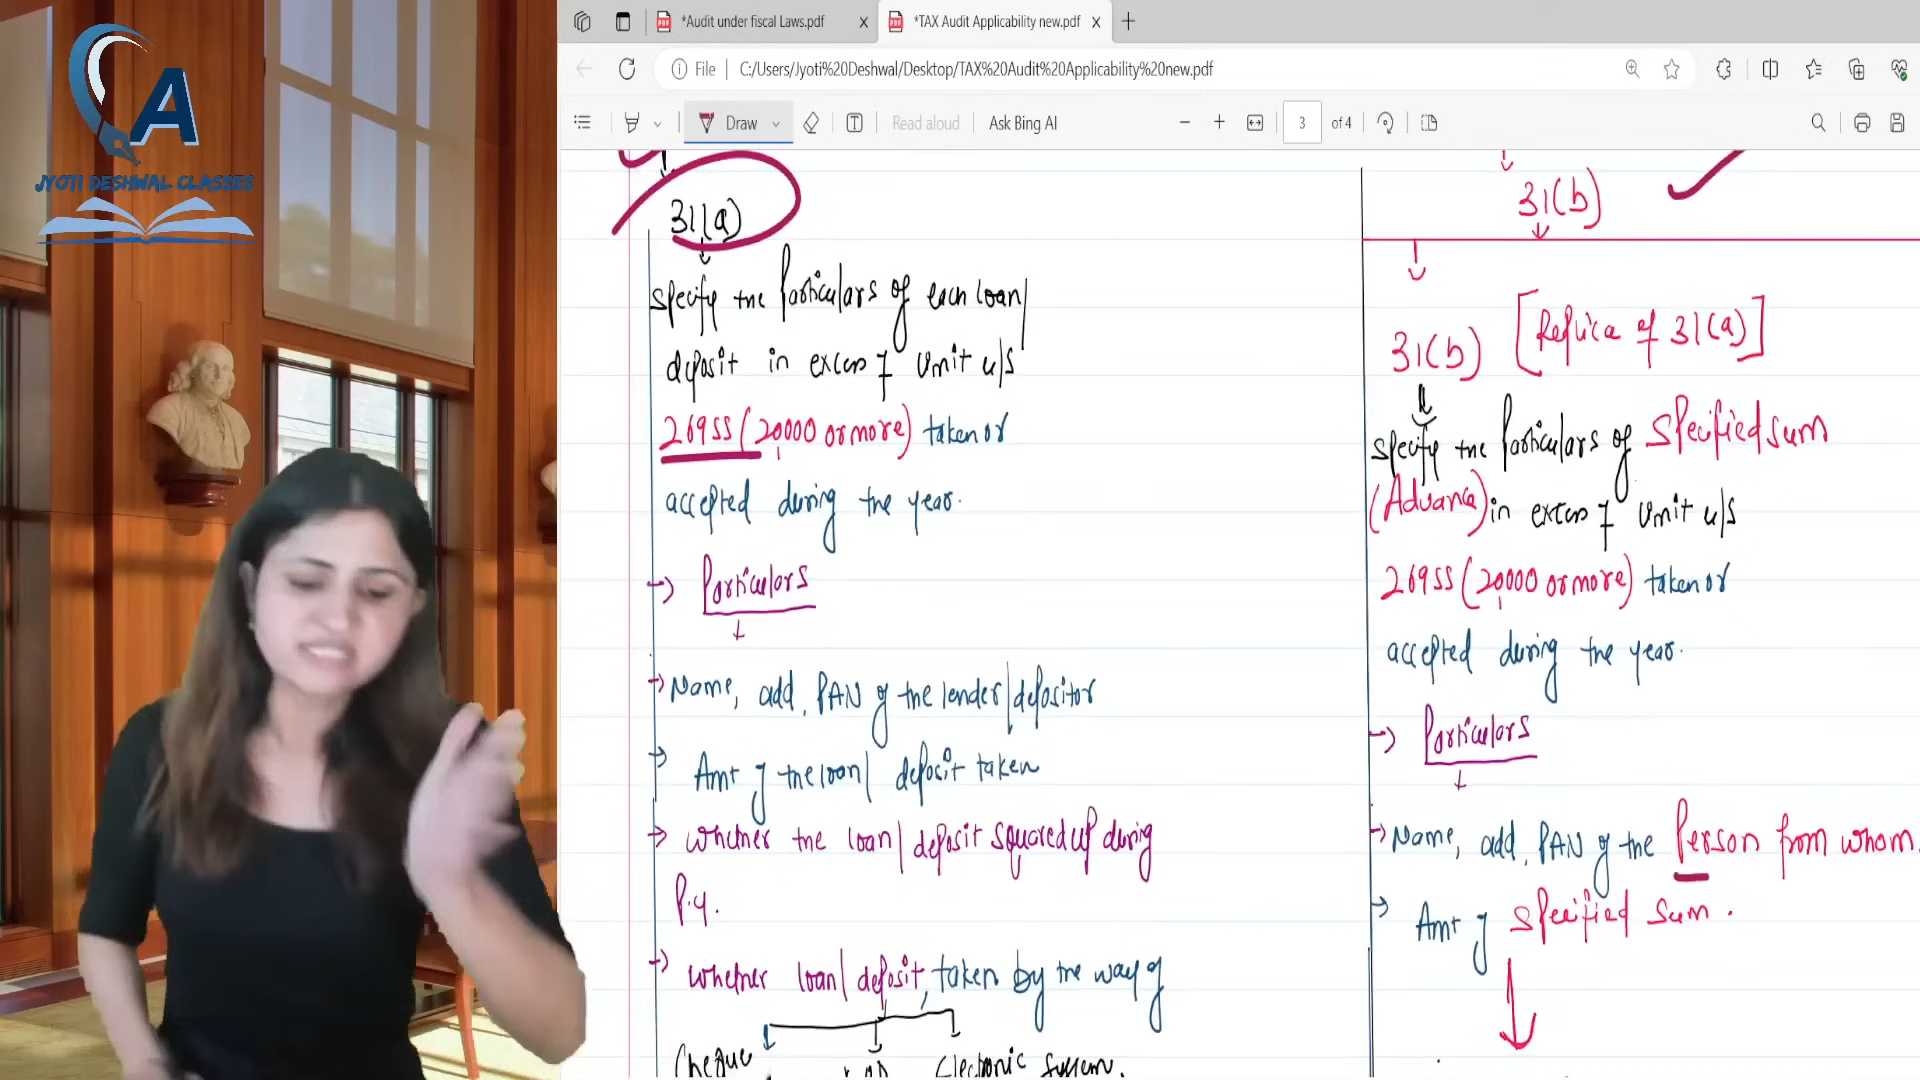 *Audit under fiscal Laws.pdf
*TAX Audit Applicability new.pdf
File C:/Users/Jyoti%20Deshwal/Desktop/TAX%20Audit%20Applicability%20new.pdf
Draw Read aloud Ask Bing AI 3 of 4
CA
JYOTI DESHWAL CLASSES
31(a)
Specify the Particulars of each loan/
deposit in excess of limit u/s
269SS (20000 or more) taken or
accepted during the year.
→ Particulars
→ Name, add, PAN of the lender/depositor
→ Amt of the loan/ deposit taken
→ whether the loan/ deposit squared up during
P.Y.
→ whether loan/ deposit, taken by the way of
Cheque Electronic System.
31(b)
31(b) [Replica of 31(a)]
Specify the Particulars of Specified sum
(Advance) in excess of limit u/s
269SS (20000 or more) taken or
accepted during the year.
→ Particulars
→ Name, add, PAN of the Person from whom
→ Amt of specified sum.